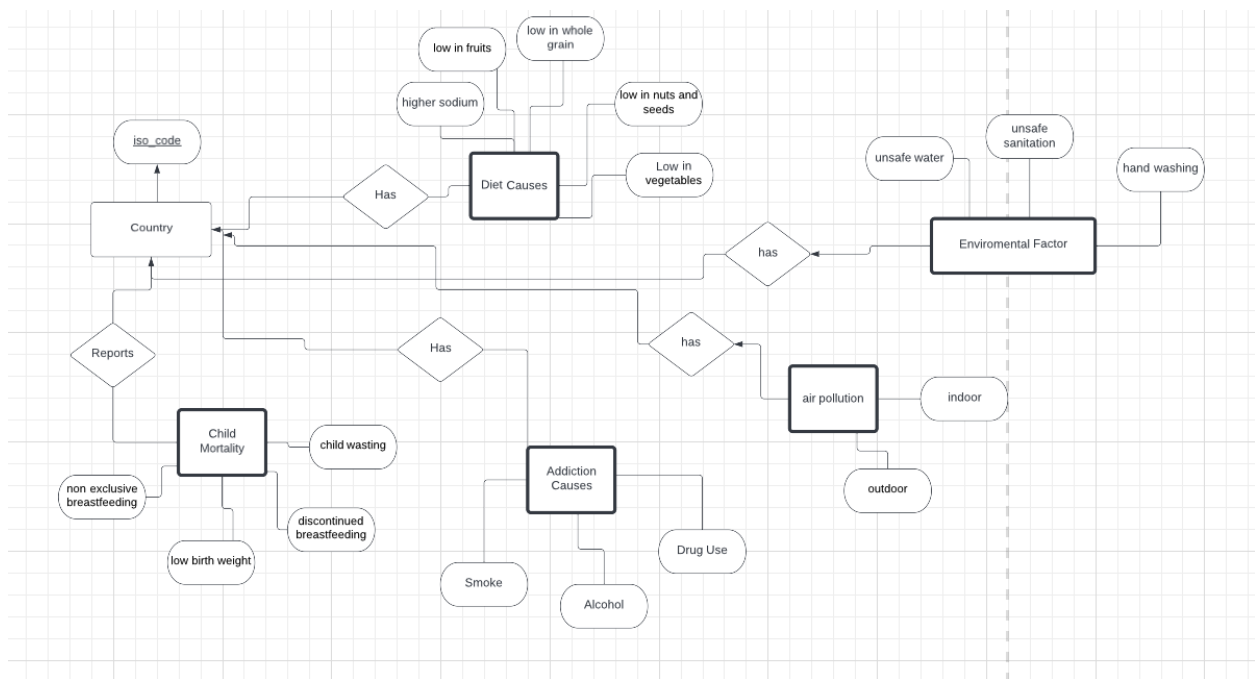 low in whole
grain
low in fruits
higher sodium
low in nuts and
seeds
iso_code
unsafe
sanitation
unsafe water
hand washing
Low in
vegetables
Diet Causes
Has
Country
Enviromental Factor
has
Reports
Has
has
air pollution
indoor
Child
Mortality
child wasting
Addiction
Causes
non exclusive
breastfeeding
outdoor
discontinued
breastfeeding
low birth weight
Drug Use
Smoke
Alcohol